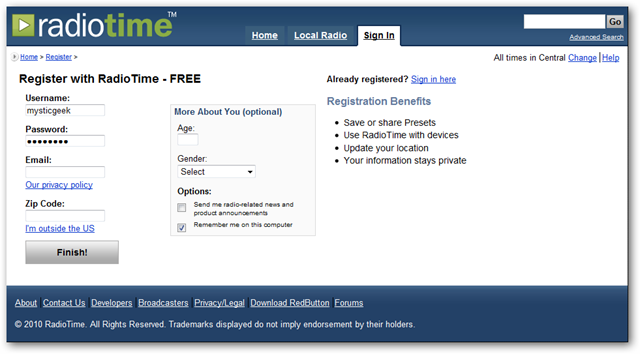 radiotime™
Home Local Radio Sign In
Go
Advanced Search
Home > Register >
All times in Central Change | Help
Register with RadioTime - FREE
Username:
mysticgeek
Password:
••••••••
Email:
Our privacy policy
Zip Code:
I'm outside the US
Finish!
More About You (optional)
Age:
Gender:
Select
Options:
Send me radio-related news and
product announcements
Remember me on this computer
Already registered? Sign in here
Registration Benefits
• Save or share Presets
• Use RadioTime with devices
• Update your location
• Your information stays private
About | Contact Us | Developers | Broadcasters | Privacy/Legal | Download RedButton | Forums
© 2010 RadioTime. All Rights Reserved. Trademarks displayed do not imply endorsement by their holders.